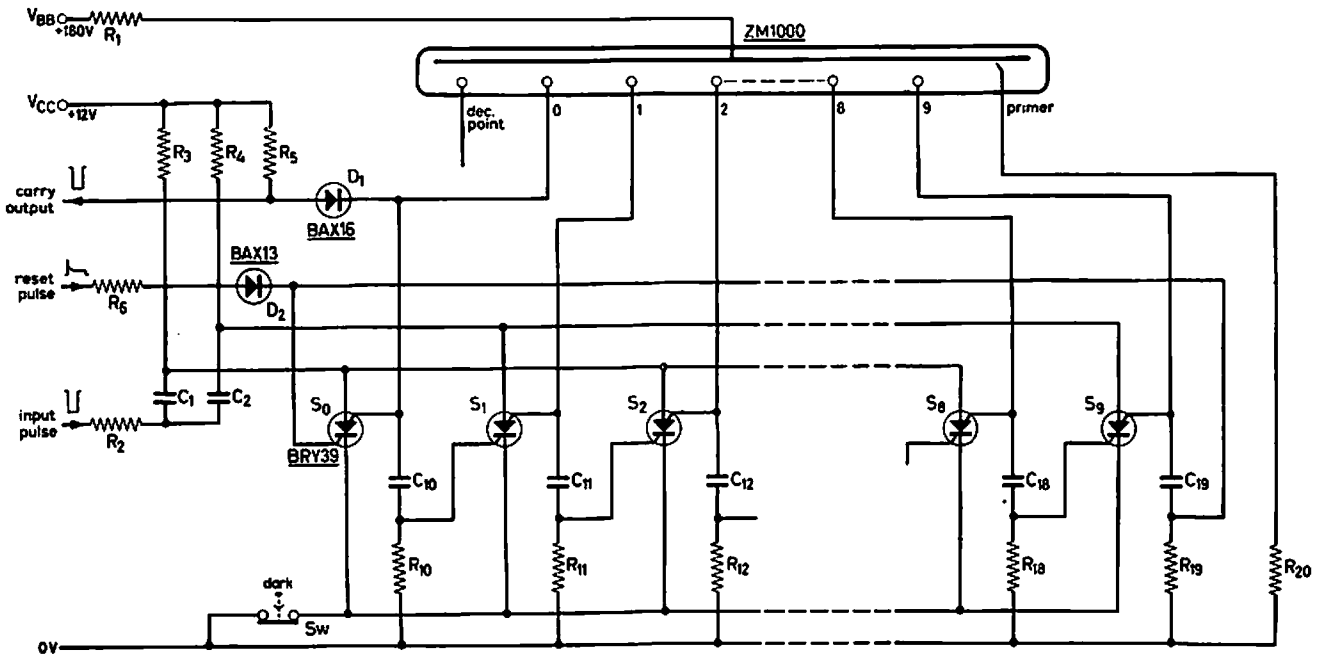 VBB +180V R1
ZM1000
VCC +12V
dec. point 0 1 2 8 9 primer
R3 R4 R5
D1
carry output
BAX16
BAX13
reset pulse R6 D2
input pulse R2 C1 C2
S0 S1 S2 S8 S9
BRY39
C10 C11 C12 C18 C19
R10 R11 R12 R18 R19 R20
dark
Sw
0V